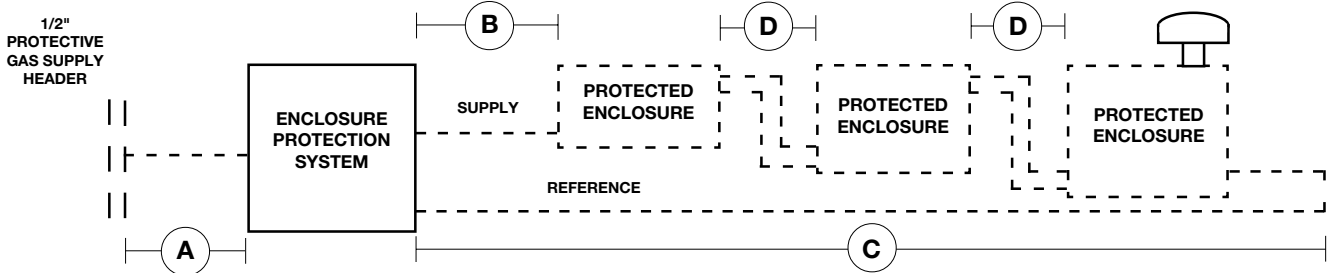 1/2"
PROTECTIVE
GAS SUPPLY
HEADER
A
ENCLOSURE
PROTECTION
SYSTEM
B
SUPPLY
PROTECTED
ENCLOSURE
D
PROTECTED
ENCLOSURE
D
PROTECTED
ENCLOSURE
REFERENCE
C